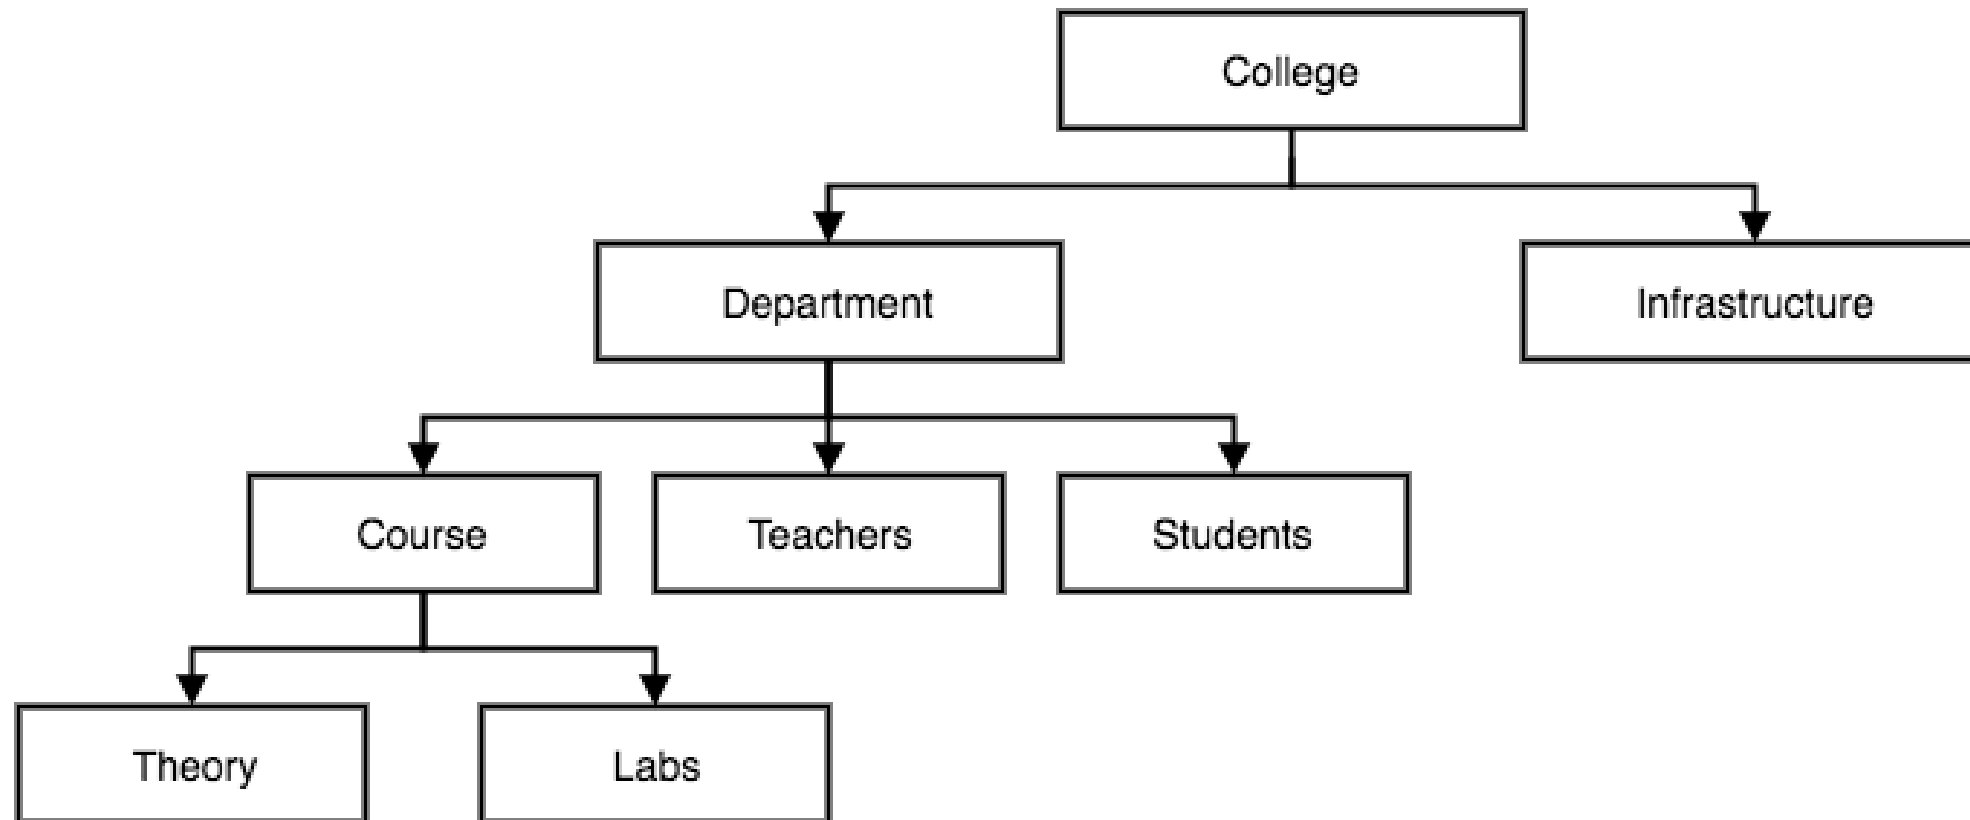 College
Department
Infrastructure
Course
Teachers
Students
Theory
Labs